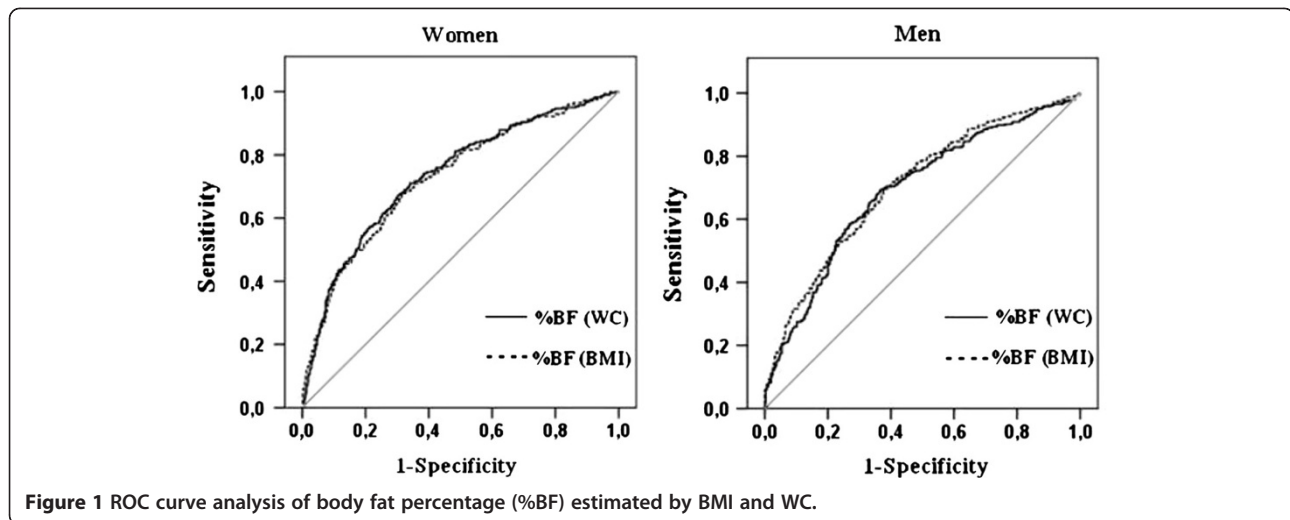 Women
Men
1,0
0,8
0,6
0,4
0,2
0,0
Sensitivity
%BF (WC)
%BF (BMI)
0,0 0,2 0,4 0,6 0,8 1,0
1-Specificity
1,0
0,8
0,6
0,4
0,2
0,0
Sensitivity
%BF (WC)
%BF (BMI)
0,0 0,2 0,4 0,6 0,8 1,0
1-Specificity
Figure 1 ROC curve analysis of body fat percentage (%BF) estimated by BMI and WC.